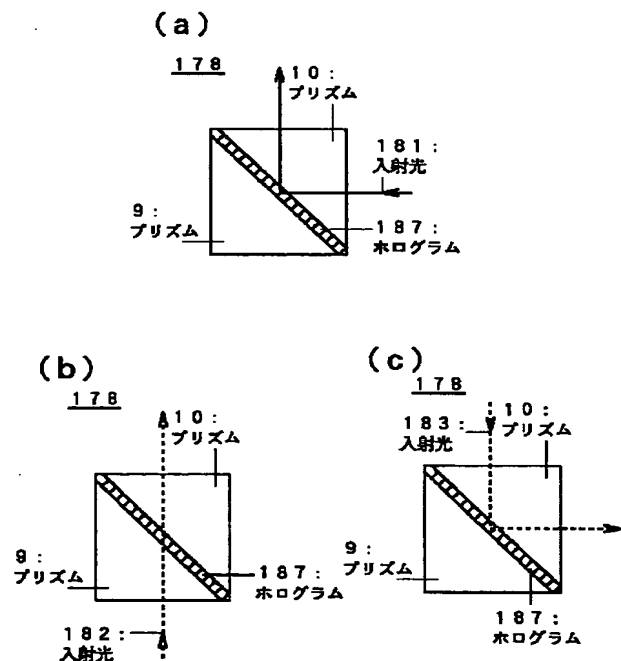 (a)
178
10:
プリズム
181:
入射光
9:
プリズム
187:
ホログラム
(b)
178
10:
プリズム
9:
プリズム
187:
ホログラム
182:
入射光
(c)
178
183:
入射光
10:
プリズム
9:
プリズム
187:
ホログラム